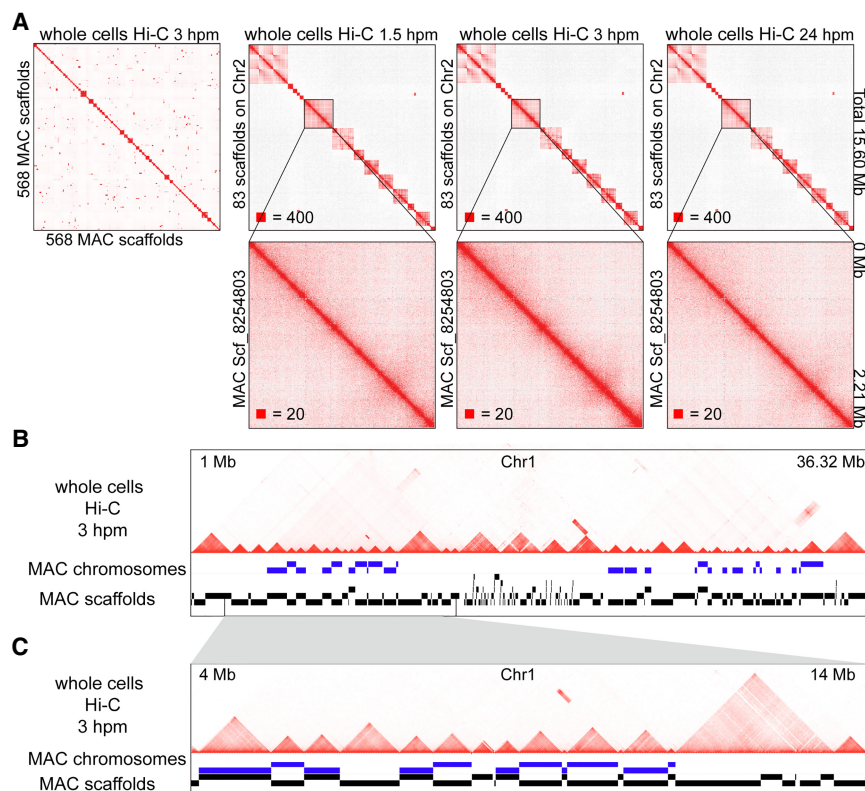 A
whole cells Hi-C 3 hpm
whole cells Hi-C 1.5 hpm
whole cells Hi-C 3 hpm
whole cells Hi-C 24 hpm
568 MAC scaffolds
568 MAC scaffolds
83 scaffolds on Chr2
= 400
83 scaffolds on Chr2
= 400
83 scaffolds on Chr2
= 400
Total 15.60 Mb
MAC Scf_8254803
= 20
MAC Scf_8254803
= 20
MAC Scf_8254803
= 20
0 Mb
2.21 Mb
B
1 Mb
Chr1
36.32 Mb
whole cells
Hi-C
3 hpm
MAC chromosomes
MAC scaffolds
C
4 Mb
Chr1
14 Mb
whole cells
Hi-C
3 hpm
MAC chromosomes
MAC scaffolds